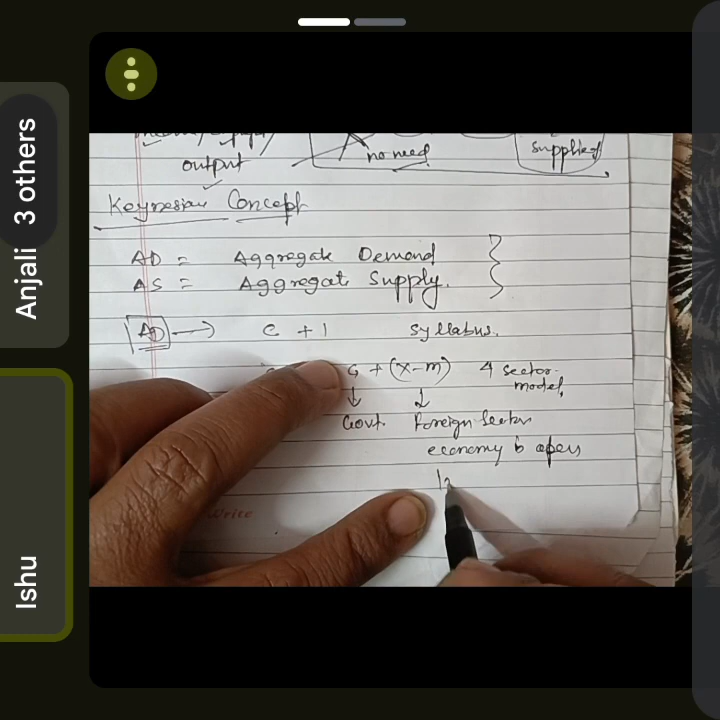 output
no need
supplied
Keynesian Concept
AD = Aggregate Demand
AS = Aggregate Supply.
AD → C + I Syllabus.
G + (X-M) 4 sector model,
Govt. Foreign Sector
economy is open
Write
Anjali 3 others
Ishu